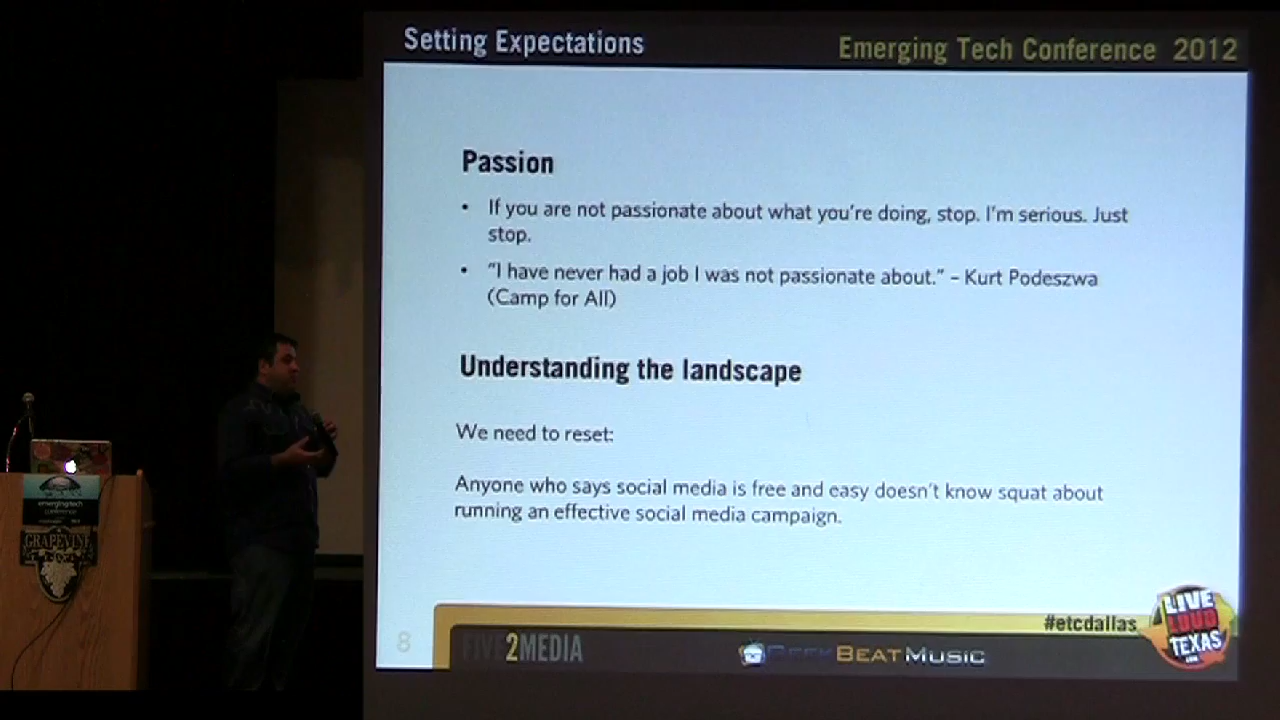 Setting Expectations
Emerging Tech Conference 2012
Passion
• If you are not passionate about what you're doing, stop. I'm serious. Just
stop.
• "I have never had a job I was not passionate about." – Kurt Podeszwa
(Camp for All)
Understanding the landscape
We need to reset:
Anyone who says social media is free and easy doesn't know squat about
running an effective social media campaign.
#etcdallas
8
FIVE2MEDIA
GEEKBEATMUSIC
LIVE
LOUD
TEXAS
emergingtech
conference
GRAPEVINE